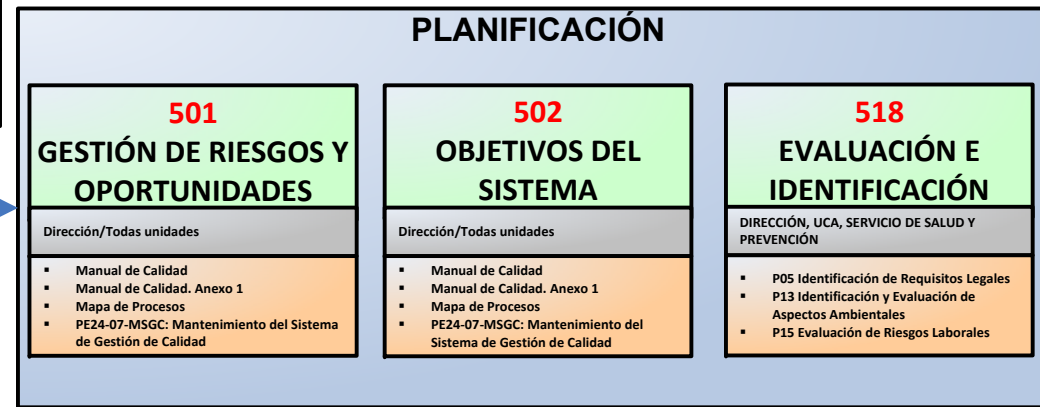 PLANIFICACIÓN
501
GESTIÓN DE RIESGOS Y
OPORTUNIDADES
Dirección/Todas unidades
▪ Manual de Calidad
▪ Manual de Calidad. Anexo 1
▪ Mapa de Procesos
▪ PE24-07-MSGC: Mantenimiento del Sistema
de Gestión de Calidad
502
OBJETIVOS DEL
SISTEMA
Dirección/Todas unidades
▪ Manual de Calidad
▪ Manual de Calidad. Anexo 1
▪ Mapa de Procesos
▪ PE24-07-MSGC: Mantenimiento del
Sistema de Gestión de Calidad
518
EVALUACIÓN E
IDENTIFICACIÓN
DIRECCIÓN, UCA, SERVICIO DE SALUD Y
PREVENCIÓN
▪ P05 Identificación de Requisitos Legales
▪ P13 Identificación y Evaluación de
Aspectos Ambientales
▪ P15 Evaluación de Riesgos Laborales